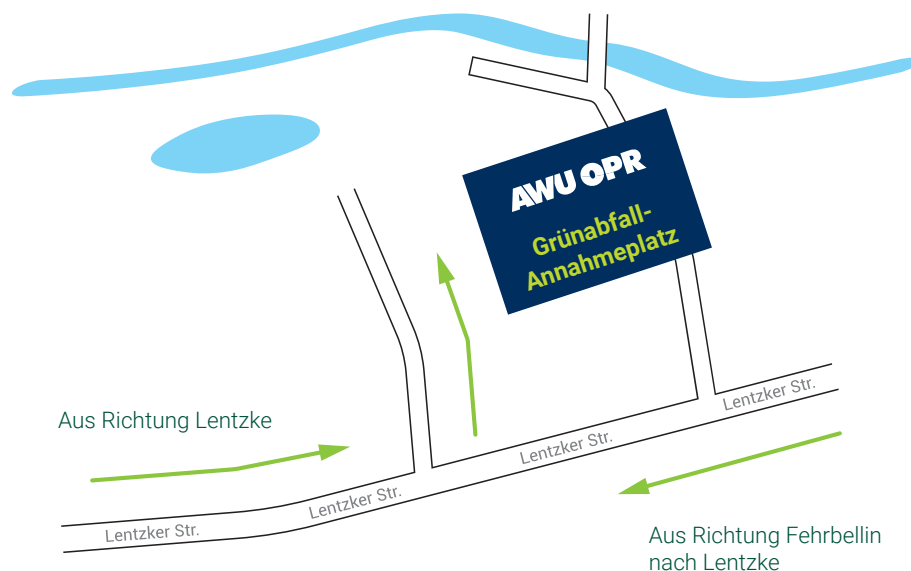 AWU OPR
Grünabfall-
Annahmeplatz
Lentzker Str.
Aus Richtung Lentzke
Lentzker Str.
Lentzker Str.
Lentzker Str.
Aus Richtung Fehrbellin
nach Lentzke